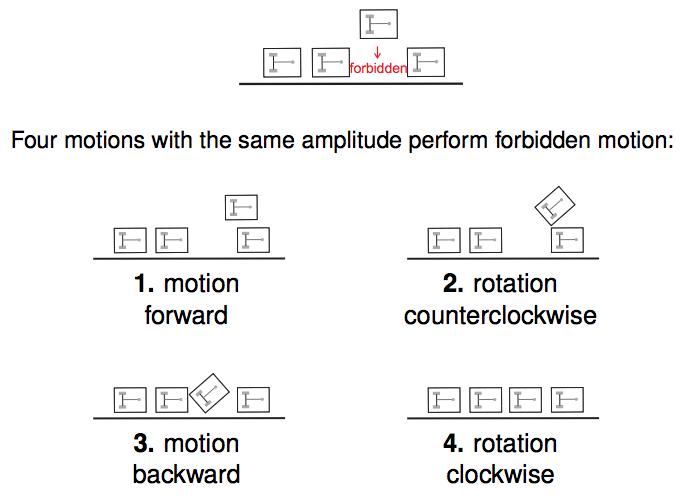 forbidden
Four motions with the same amplitude perform forbidden motion:
1. motion
forward
2. rotation
counterclockwise
3. motion
backward
4. rotation
clockwise